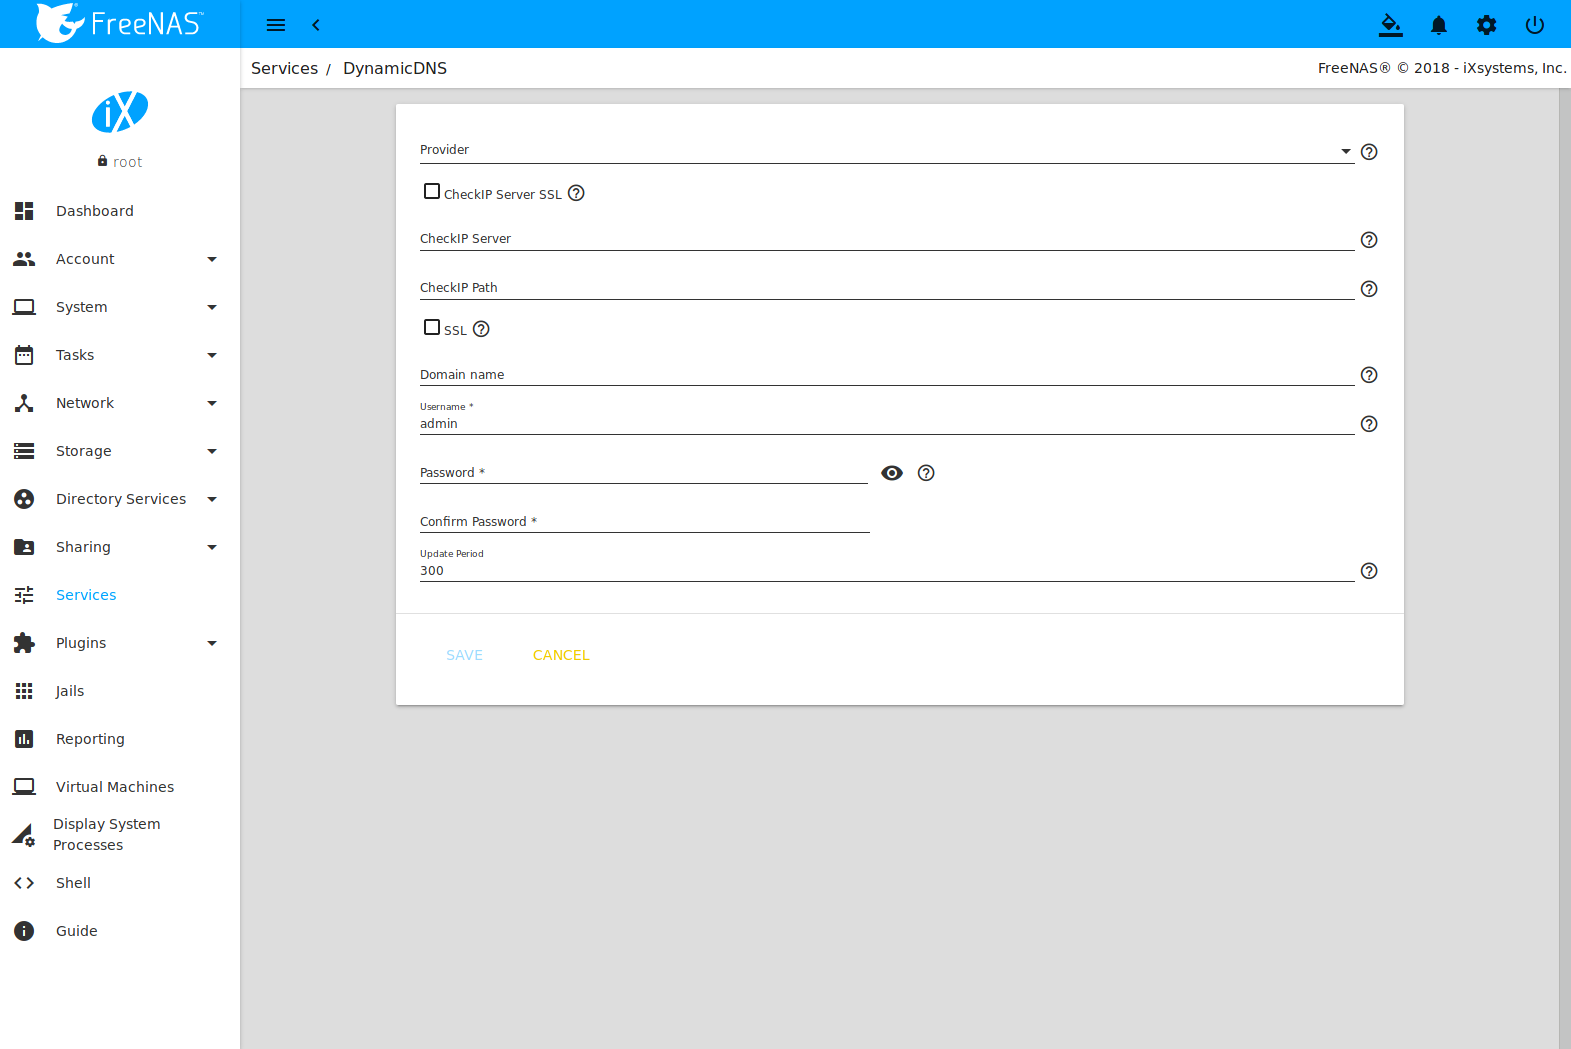 FreeNAS™
Services / DynamicDNS
FreeNAS® © 2018 - iXsystems, Inc.
iX
root
Dashboard
Account
System
Tasks
Network
Storage
Directory Services
Sharing
Services
Plugins
Jails
Reporting
Virtual Machines
Display System
Processes
Shell
Guide
Provider
CheckIP Server SSL
CheckIP Server
CheckIP Path
SSL
Domain name
Username *
admin
Password *
Confirm Password *
Update Period
300
SAVE CANCEL